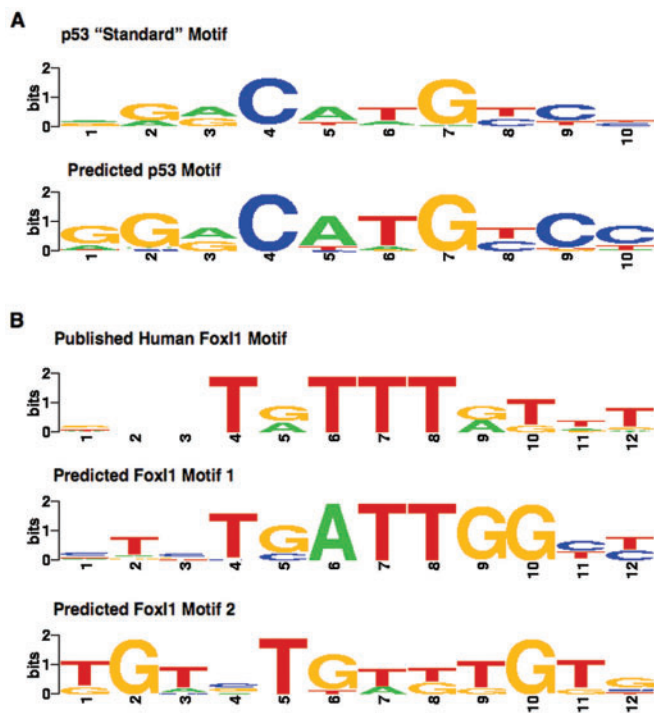 A
p53 “Standard” Motif
2
bits
1
0
G A C A T G T C
A G T A C T
1 2 3 4 5 6 7 8 9 10
Predicted p53 Motif
2
bits
1
0
G G A C A T G T C C
A G A C
1 2 3 4 5 6 7 8 9 10
B
Published Human Foxl1 Motif
2
bits
1
0
T G T T T G T T T
A A G
1 2 3 4 5 6 7 8 9 10 11 12
Predicted Foxl1 Motif 1
2
bits
1
0
T T G A T T G G C T
C T C
1 2 3 4 5 6 7 8 9 10 11 12
Predicted Foxl1 Motif 2
2
bits
1
0
T G T C T G T T T G T G
G A G T A G G G
1 2 3 4 5 6 7 8 9 10 11 12